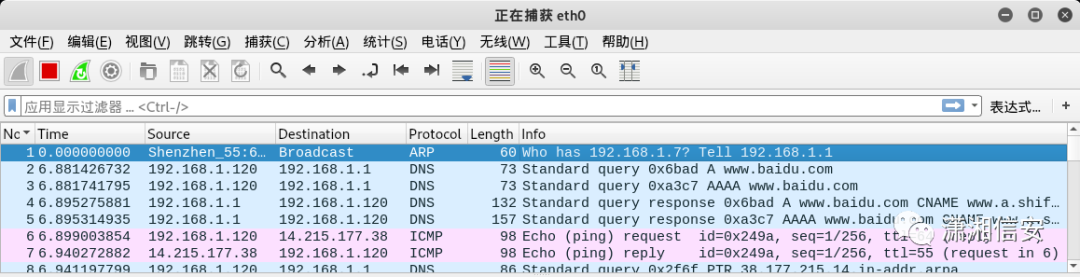 正在捕获 eth0
文件(F) 编辑(E) 视图(V) 跳转(G) 捕获(C) 分析(A) 统计(S) 电话(Y) 无线(W) 工具(T) 帮助(H)
应用显示过滤器 … <Ctrl-/> 表达式… +
No Time Source Destination Protocol Length Info
1 0.000000000 Shenzhen_55:6… Broadcast ARP 60 Who has 192.168.1.7? Tell 192.168.1.1
2 6.881426732 192.168.1.120 192.168.1.1 DNS 73 Standard query 0x6bad A www.baidu.com
3 6.881741795 192.168.1.120 192.168.1.1 DNS 73 Standard query 0xa3c7 AAAA www.baidu.com
4 6.895275881 192.168.1.1 192.168.1.120 DNS 132 Standard query response 0x6bad A www.baidu.com CNAME www.a.shif…
5 6.895314935 192.168.1.1 192.168.1.120 DNS 157 Standard query response 0xa3c7 AAAA www.baidu.com CNAME
6 6.899003854 192.168.1.120 14.215.177.38 ICMP 98 Echo (ping) request id=0x249a, seq=1/256,
7 6.940272882 14.215.177.38 192.168.1.120 ICMP 98 Echo (ping) reply id=0x249a, seq=1/256, ttl=55 (request in 6)
8 6.941197799 192.168.1.120 192.168.1.1 DNS 86 Standard query 0x2f6f PTR 38.177.215.14.in-addr.arpa
潇湘信安